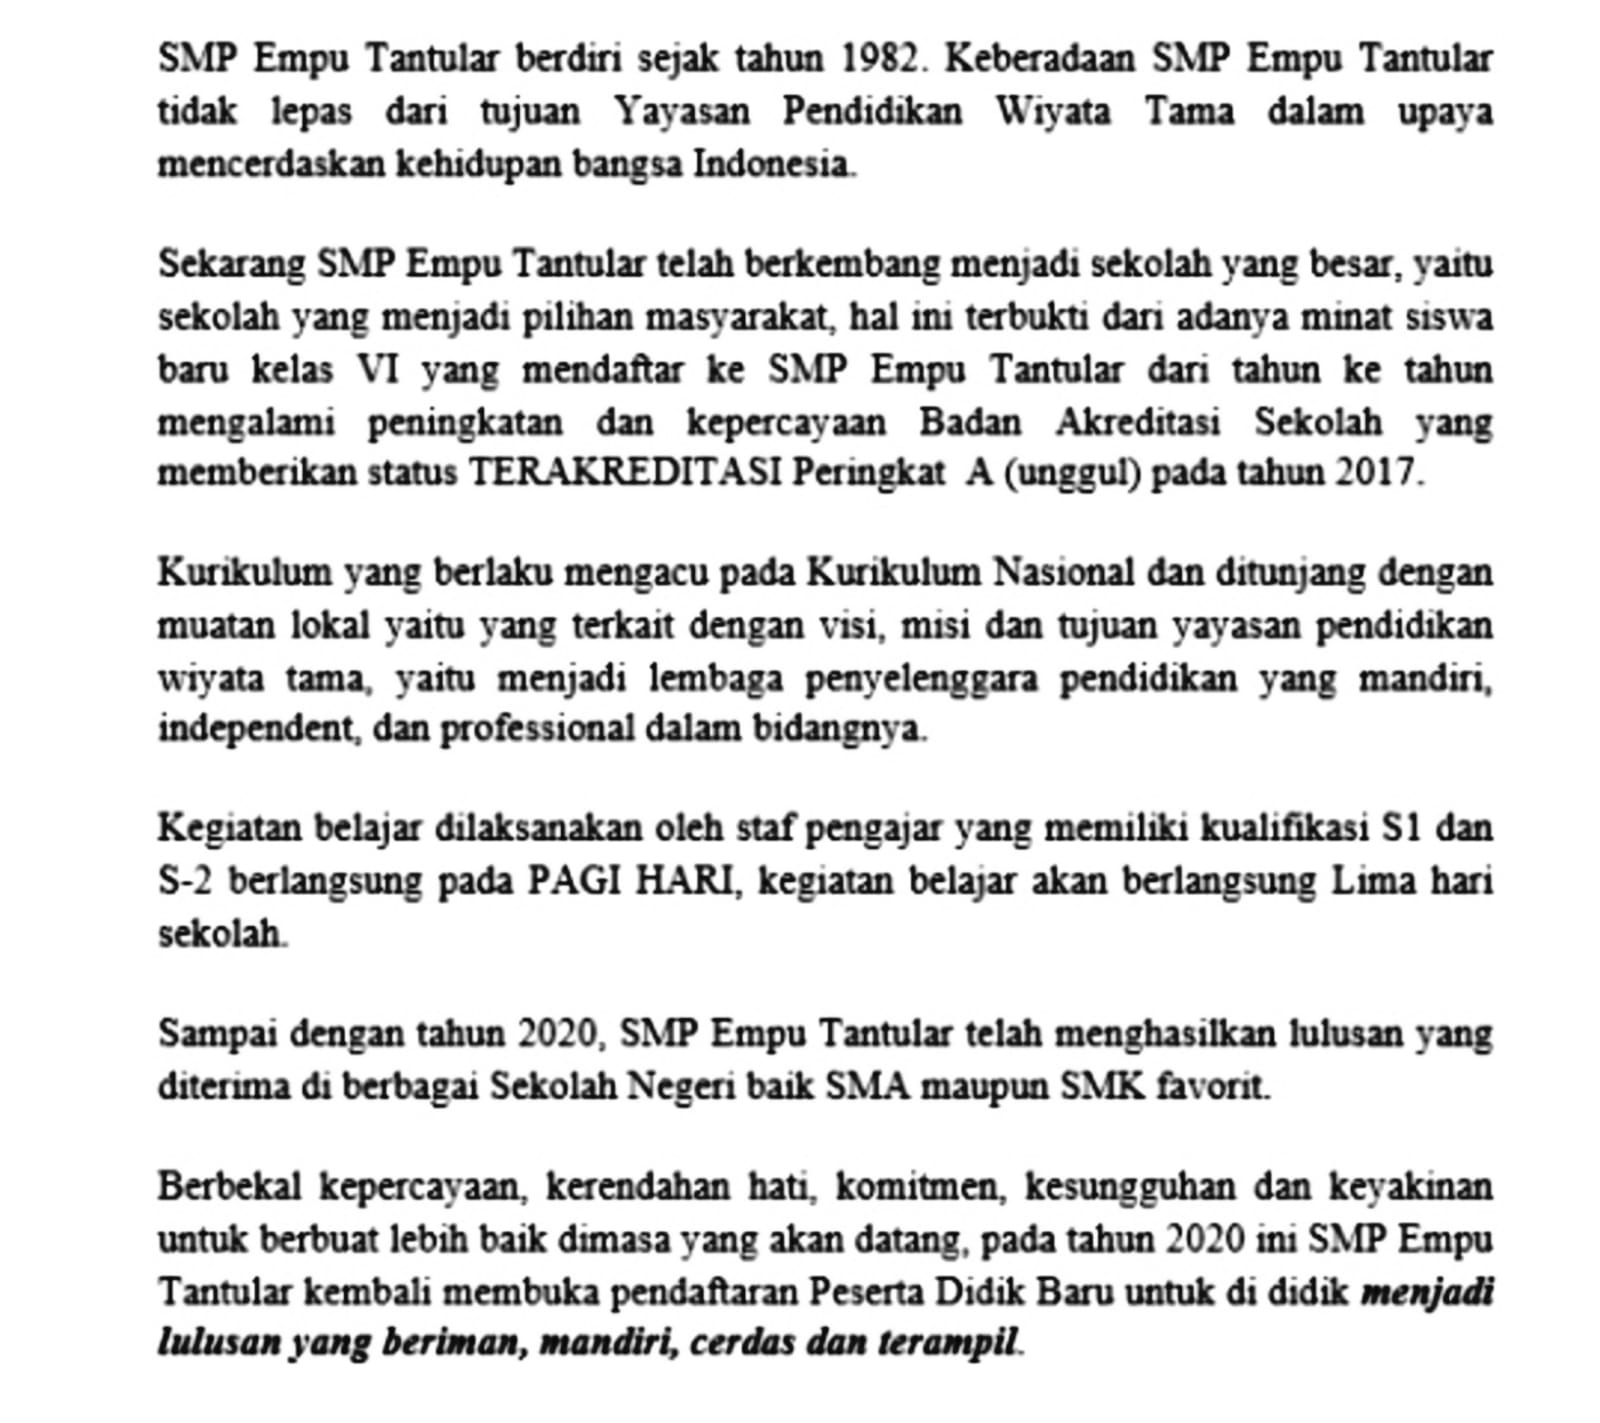 SMP Empu Tantular berdiri sejak tahun 1982. Keberadaan SMP Empu Tantular
tidak lepas dari tujuan Yayasan Pendidikan Wiyata Tama dalam upaya
mencerdaskan kehidupan bangsa Indonesia.
Sekarang SMP Empu Tantular telah berkembang menjadi sekolah yang besar, yaitu
sekolah yang menjadi pilihan masyarakat, hal ini terbukti dari adanya minat siswa
baru kelas VI yang mendaftar ke SMP Empu Tantular dari tahun ke tahun
mengalami peningkatan dan kepercayaan Badan Akreditasi Sekolah yang
memberikan status TERAKREDITASI Peringkat A (unggul) pada tahun 2017.
Kurikulum yang berlaku mengacu pada Kurikulum Nasional dan ditunjang dengan
muatan lokal yaitu yang terkait dengan visi, misi dan tujuan yayasan pendidikan
wiyata tama, yaitu menjadi lembaga penyelenggara pendidikan yang mandiri,
independent, dan professional dalam bidangnya.
Kegiatan belajar dilaksanakan oleh staf pengajar yang memiliki kualifikasi S1 dan
S-2 berlangsung pada PAGI HARI, kegiatan belajar akan berlangsung Lima hari
sekolah.
Sampai dengan tahun 2020, SMP Empu Tantular telah menghasilkan lulusan yang
diterima di berbagai Sekolah Negeri baik SMA maupun SMK favorit.
Berbekal kepercayaan, kerendahan hati, komitmen, kesungguhan dan keyakinan
untuk berbuat lebih baik dimasa yang akan datang, pada tahun 2020 ini SMP Empu
Tantular kembali membuka pendaftaran Peserta Didik Baru untuk di didik menjadi
lulusan yang beriman, mandiri, cerdas dan terampil.